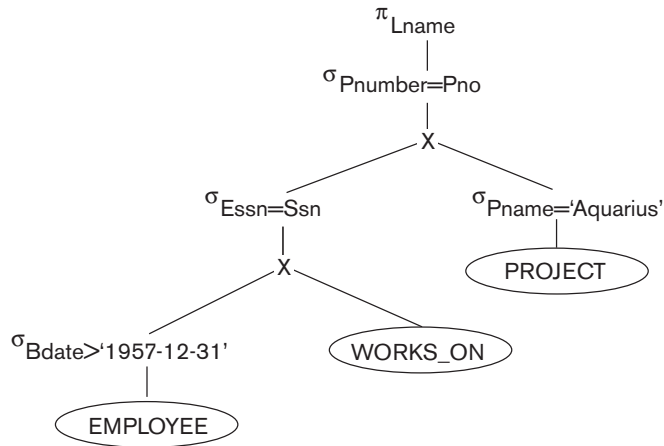 π Lname
σ Pnumber=Pno
X
σ Essn=Ssn
σ Pname=‘Aquarius’
X
PROJECT
σ Bdate>‘1957-12-31’
WORKS_ON
EMPLOYEE